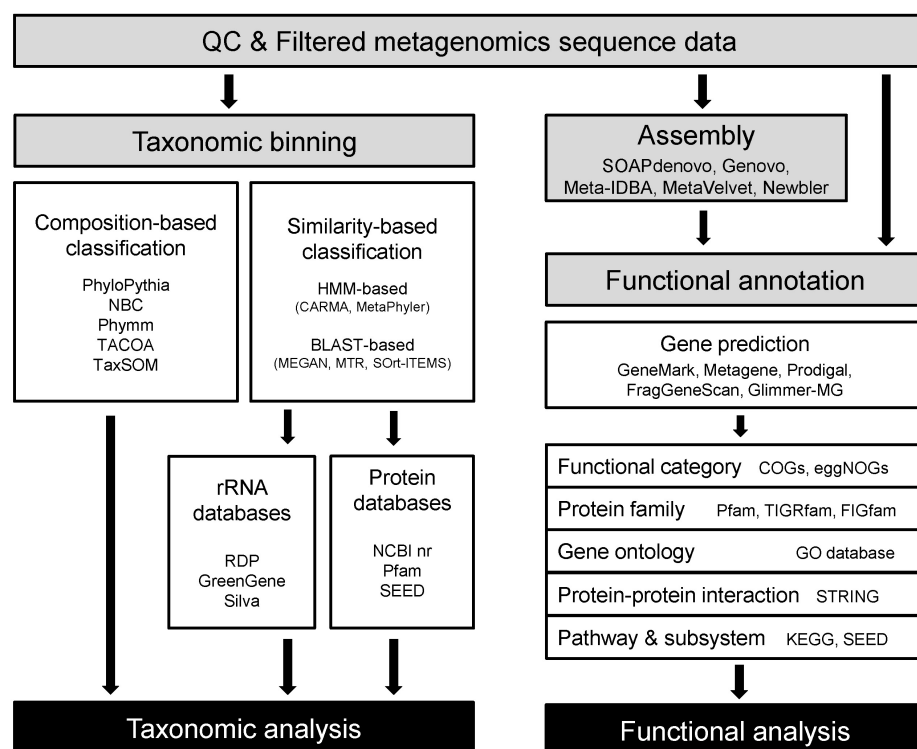 QC & Filtered metagenomics sequence data
Taxonomic binning
Composition-based
classification
PhyloPythia
NBC
Phymm
TACOA
TaxSOM
Similarity-based
classification
HMM-based
(CARMA, MetaPhyler)
BLAST-based
(MEGAN, MTR, SOrt-ITEMS)
rRNA
databases
RDP
GreenGene
Silva
Protein
databases
NCBI nr
Pfam
SEED
Taxonomic analysis
Assembly
SOAPdenovo, Genovo,
Meta-IDBA, MetaVelvet, Newbler
Functional annotation
Gene prediction
GeneMark, Metagene, Prodigal,
FragGeneScan, Glimmer-MG
Functional category COGs, eggNOGs
Protein family Pfam, TIGRfam, FIGfam
Gene ontology GO database
Protein-protein interaction STRING
Pathway & subsystem KEGG, SEED
Functional analysis